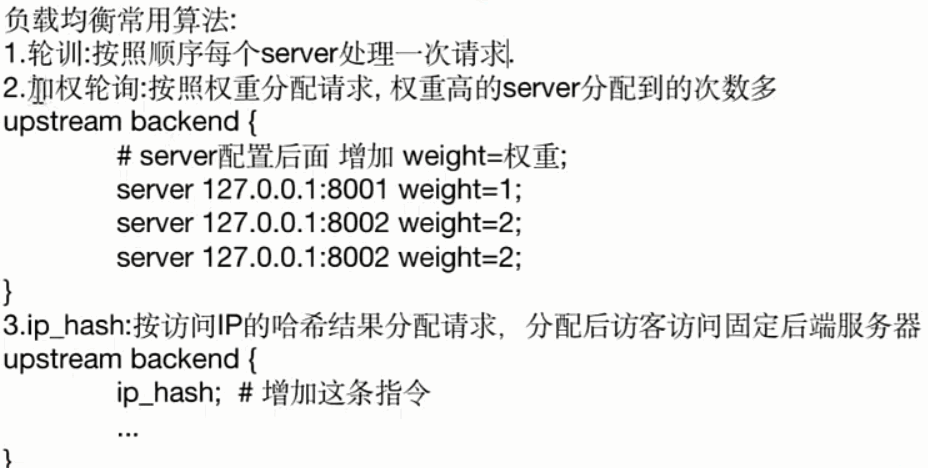 负载均衡常用算法:
1.轮训:按照顺序每个server处理一次请求.
2.加权轮询:按照权重分配请求, 权重高的server分配到的次数多
upstream backend {
# server配置后面 增加 weight=权重;
server 127.0.0.1:8001 weight=1;
server 127.0.0.1:8002 weight=2;
server 127.0.0.1:8002 weight=2;
}
3.ip_hash:按访问IP的哈希结果分配请求，分配后访客访问固定后端服务器
upstream backend {
ip_hash; # 增加这条指令
...
}